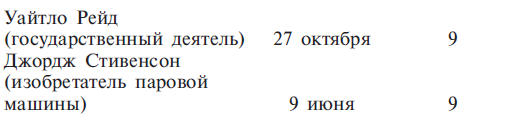 Уайтло Рейд
(государственный деятель) 27 октября 9
Джордж Стивенсон
(изобретатель паровой
машины) 9 июня 9